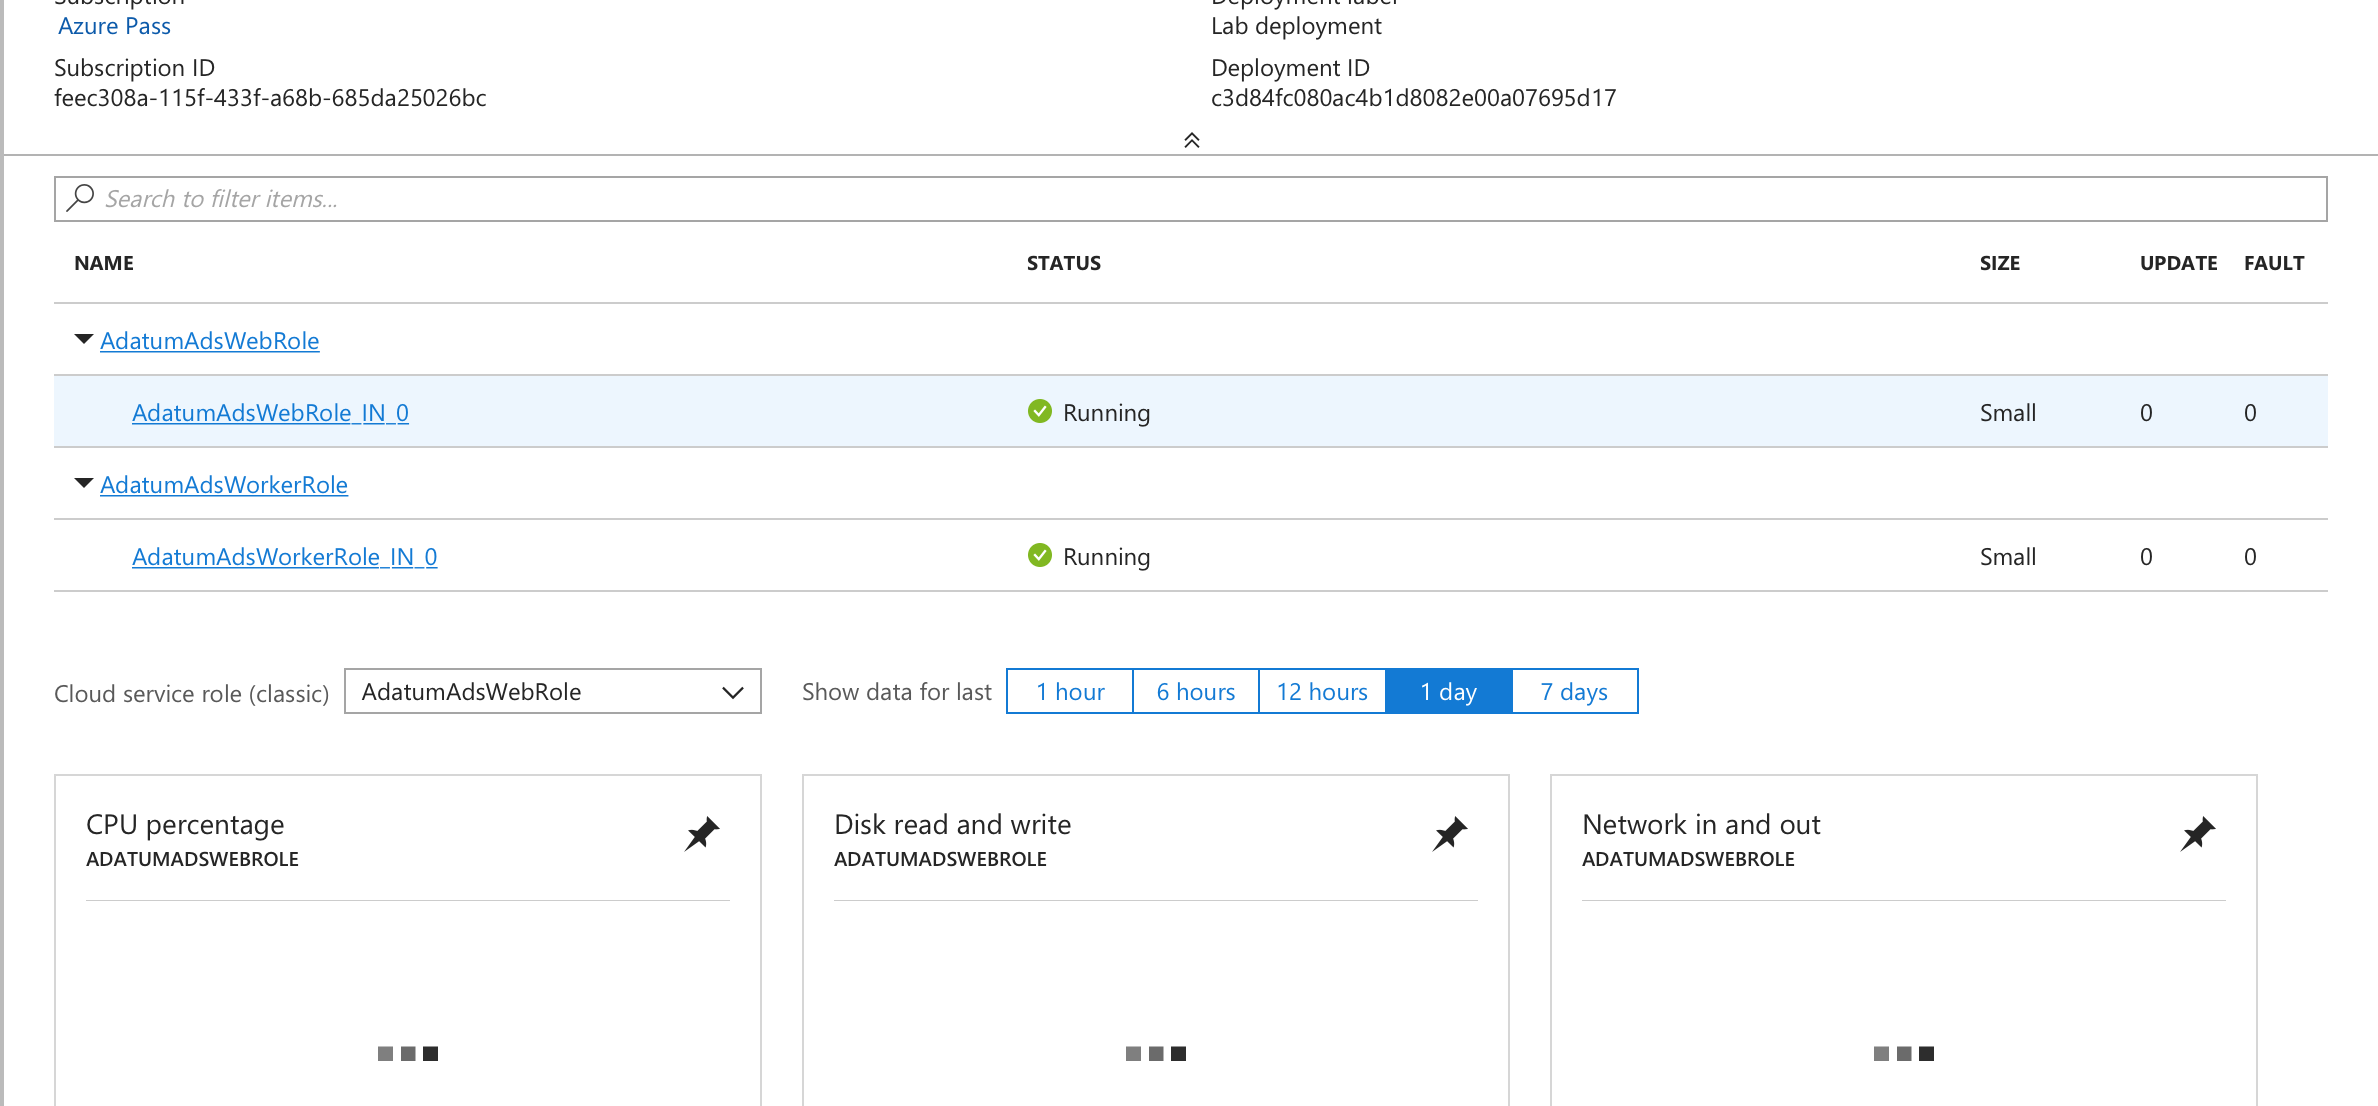 Subscription
Deployment label
Azure Pass
Lab deployment
Subscription ID
Deployment ID
feec308a-115f-433f-a68b-685da25026bc
c3d84fc080ac4b1d8082e00a07695d17
Search to filter items...
NAME STATUS SIZE UPDATE FAULT
AdatumAdsWebRole
AdatumAdsWebRole_IN_0 Running Small 0 0
AdatumAdsWorkerRole
AdatumAdsWorkerRole_IN_0 Running Small 0 0
Cloud service role (classic) AdatumAdsWebRole Show data for last 1 hour 6 hours 12 hours 1 day 7 days
CPU percentage
ADATUMADSWEBROLE
Disk read and write
ADATUMADSWEBROLE
Network in and out
ADATUMADSWEBROLE